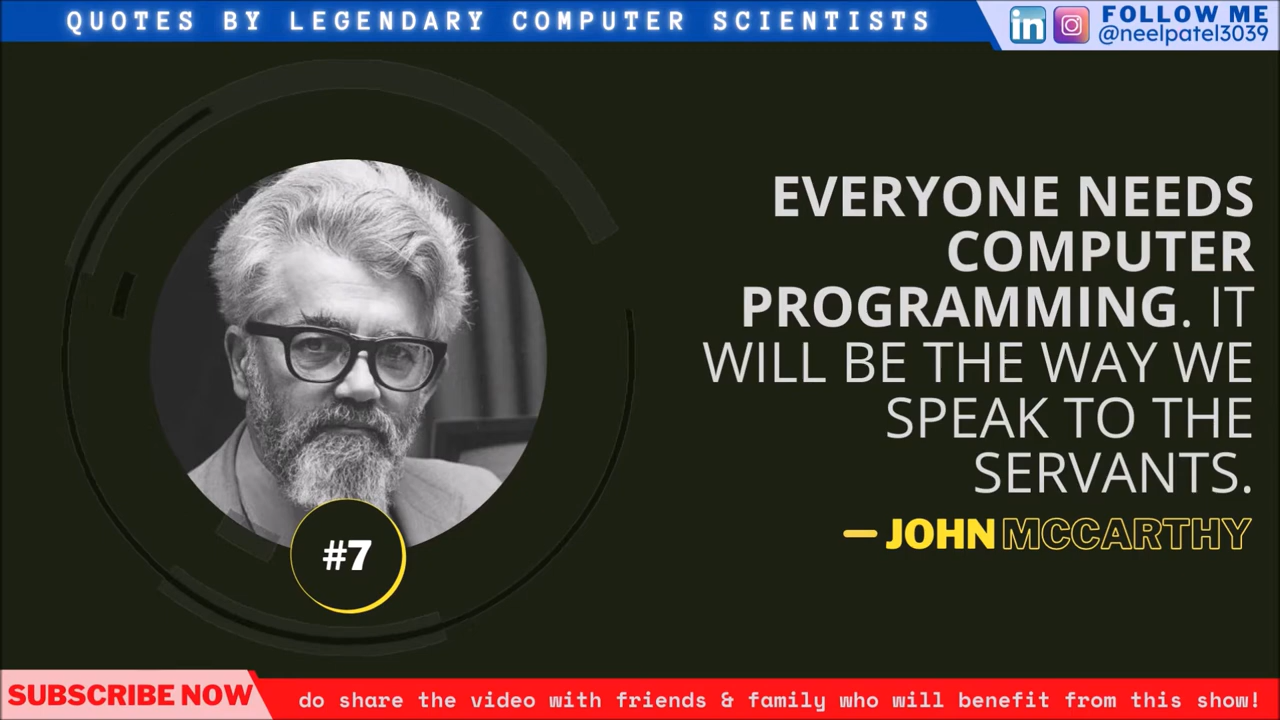 QUOTES BY LEGENDARY COMPUTER SCIENTISTS
in
FOLLOW ME
@neelpatel3039
EVERYONE NEEDS
COMPUTER
PROGRAMMING. IT
WILL BE THE WAY WE
SPEAK TO THE
SERVANTS.
— JOHN MCCARTHY
#7
SUBSCRIBE NOW
do share the video with friends & family who will benefit from this show!